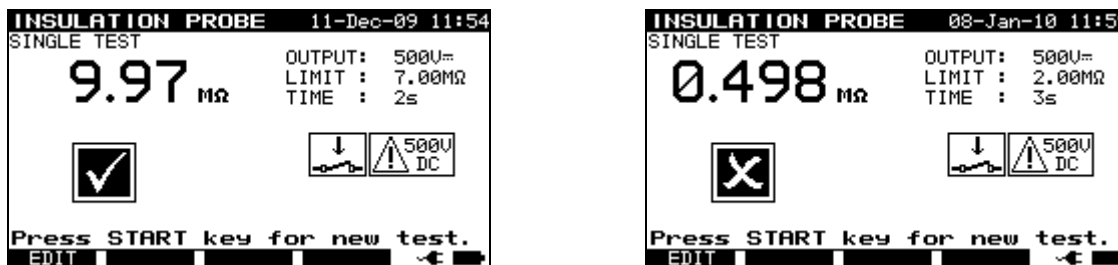 INSULATION PROBE 11-Dec-09 11:54
SINGLE TEST
9.97 MΩ
OUTPUT: 500V⎓
LIMIT : 7.00MΩ
TIME : 2s
500V
DC
Press START key for new test.
EDIT
INSULATION PROBE 08-Jan-10 11:5
SINGLE TEST
0.498 MΩ
OUTPUT: 500V⎓
LIMIT : 2.00MΩ
TIME : 3s
500V
DC
Press START key for new test.
EDIT